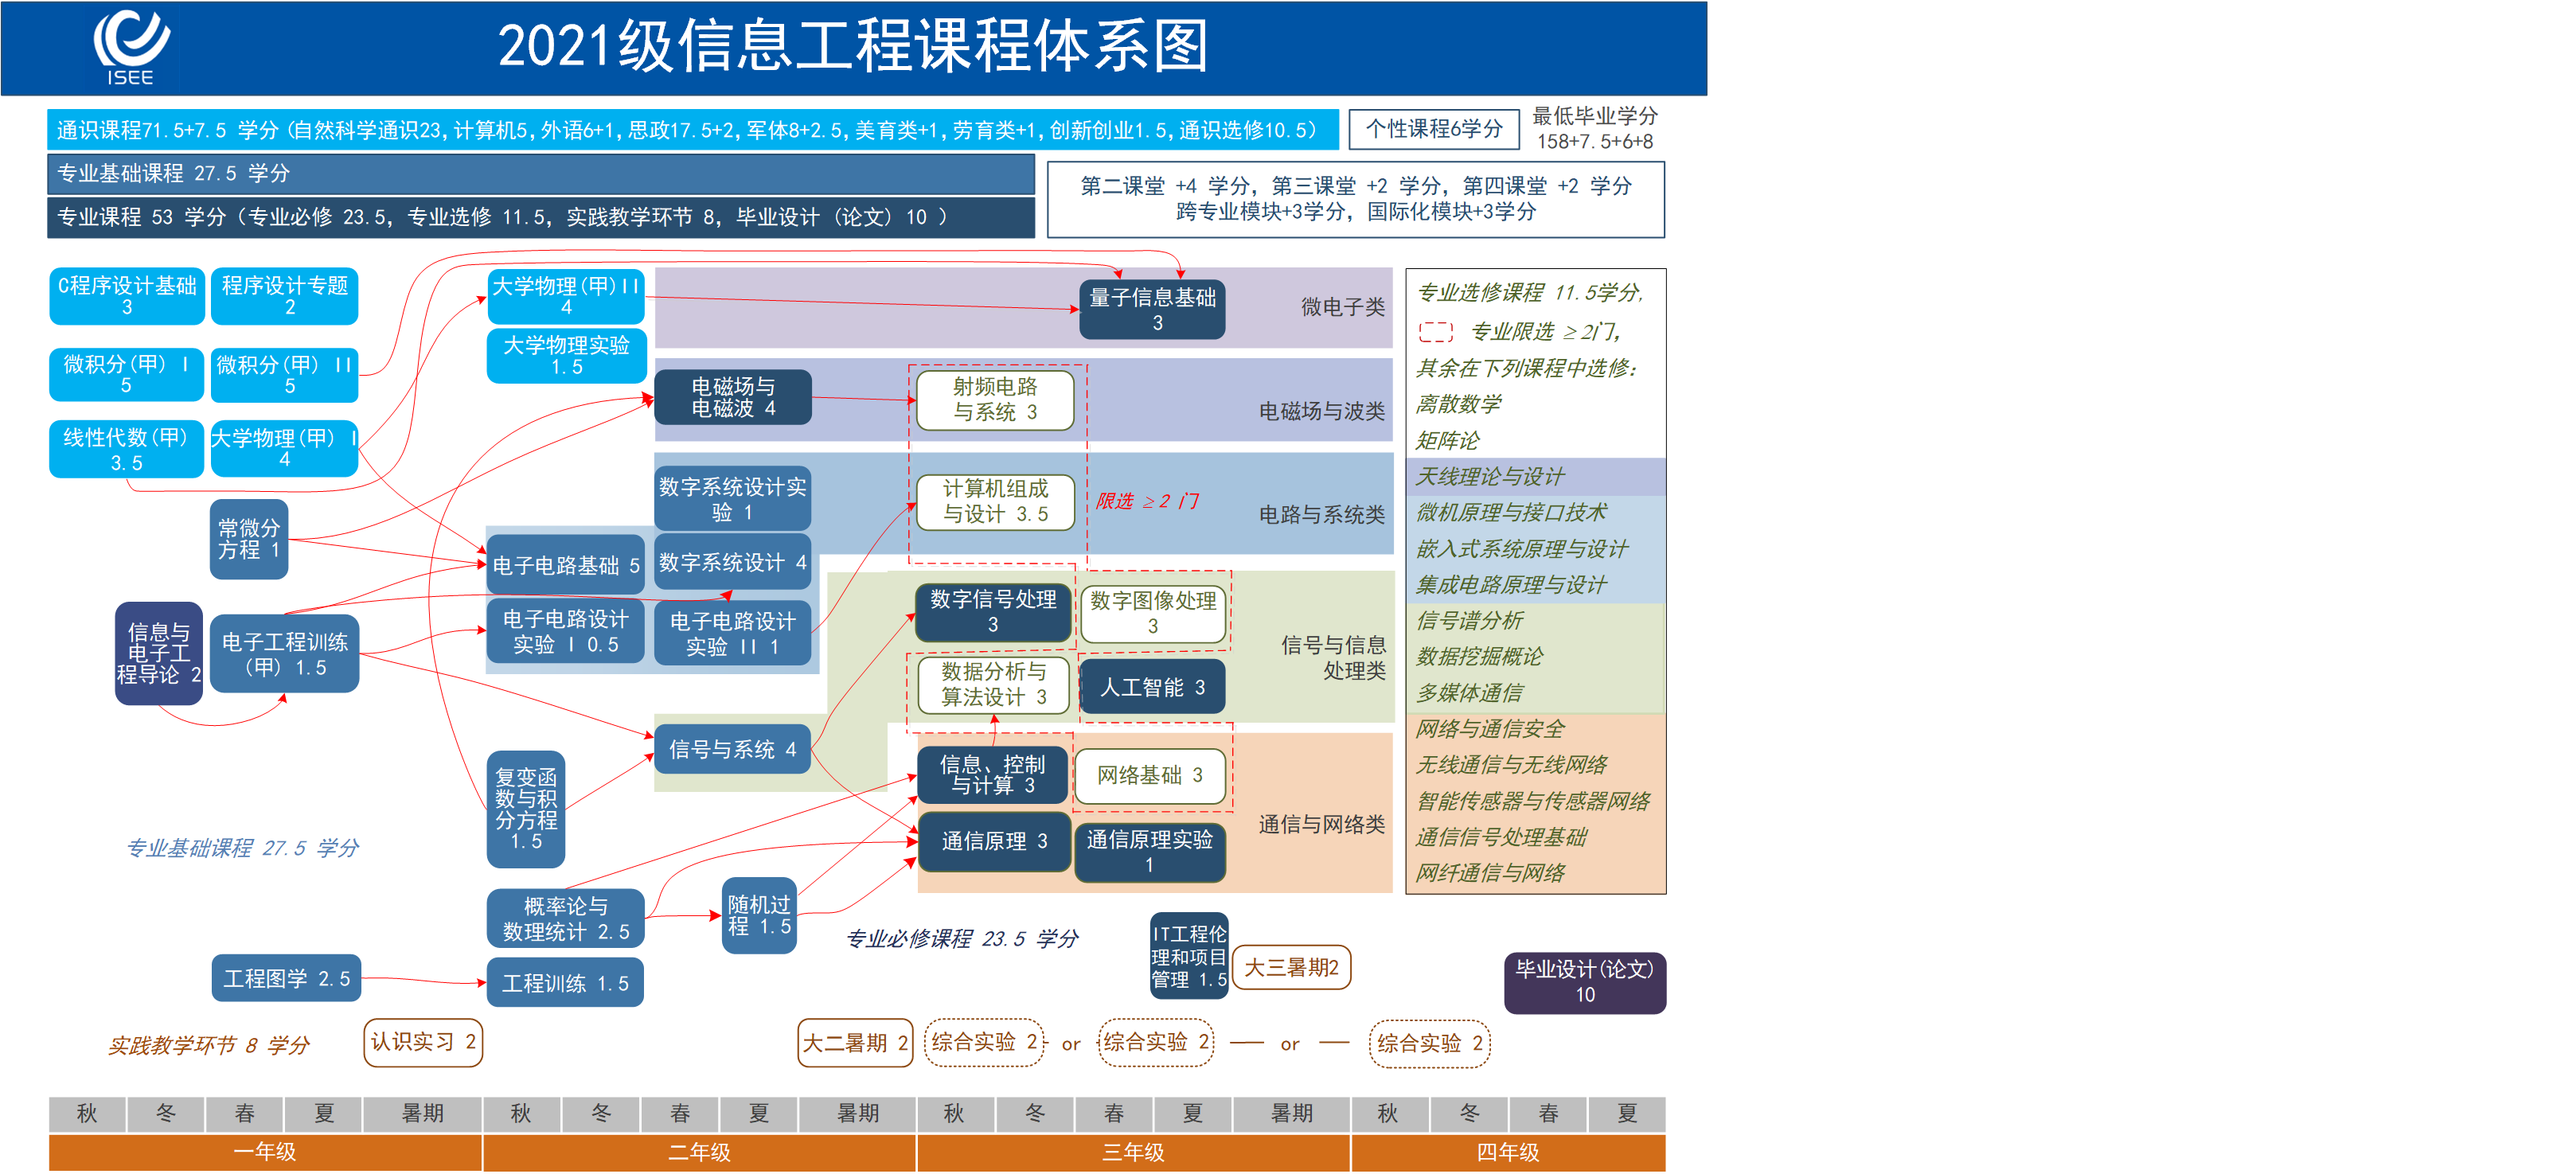 ISEE
2021级信息工程课程体系图
通识课程71.5+7.5 学分（自然科学通识23,计算机5,外语6+1,思政17.5+2,军体8+2.5,美育类+1,劳育类+1,创新创业1.5,通识选修10.5）
个性课程6学分
最低毕业学分
158+7.5+6+8
专业基础课程 27.5 学分
专业课程 53 学分（专业必修 23.5, 专业选修 11.5, 实践教学环节 8, 毕业设计（论文）10 ）
第二课堂 +4 学分, 第三课堂 +2 学分, 第四课堂 +2 学分
跨专业模块+3学分, 国际化模块+3学分
C程序设计基础
3
程序设计专题
2
微积分(甲) I
5
微积分(甲) II
5
线性代数(甲)
3.5
大学物理(甲) I
4
常微分
方程 1
信息与
电子工
程导论 2
电子工程训练
（甲）1.5
大学物理(甲)II
4
大学物理实验
1.5
电磁场与
电磁波 4
数字系统设计实
验 1
电子电路基础 5
数字系统设计 4
电子电路设计
实验 I 0.5
电子电路设计
实验 II 1
信号与系统 4
复变函
数与积
分方程
1.5
概率论与
数理统计 2.5
随机过
程 1.5
工程图学 2.5
工程训练 1.5
专业基础课程 27.5 学分
量子信息基础
3
微电子类
射频电路
与系统 3
电磁场与波类
计算机组成
与设计 3.5
限选 ≥2 门
电路与系统类
数字信号处理
3
数字图像处理
3
数据分析与
算法设计 3
人工智能 3
信号与信息
处理类
信息、控制
与计算 3
网络基础 3
通信原理 3
通信原理实验
1
通信与网络类
专业必修课程 23.5 学分
IT工程伦
理和项目
管理 1.5
大三暑期2
毕业设计(论文)
10
专业选修课程 11.5学分,
专业限选 ≥2门,
其余在下列课程中选修:
离散数学
矩阵论
天线理论与设计
微机原理与接口技术
嵌入式系统原理与设计
集成电路原理与设计
信号谱分析
数据挖掘概论
多媒体通信
网络与通信安全
无线通信与无线网络
智能传感器与传感器网络
通信信号处理基础
网纤通信与网络
实践教学环节 8 学分
认识实习 2
大二暑期 2
综合实验 2
or
综合实验 2
or
综合实验 2
秋 冬 春 夏 暑期 秋 冬 春 夏 暑期 秋 冬 春 夏 暑期 秋 冬 春 夏
一年级 二年级 三年级 四年级